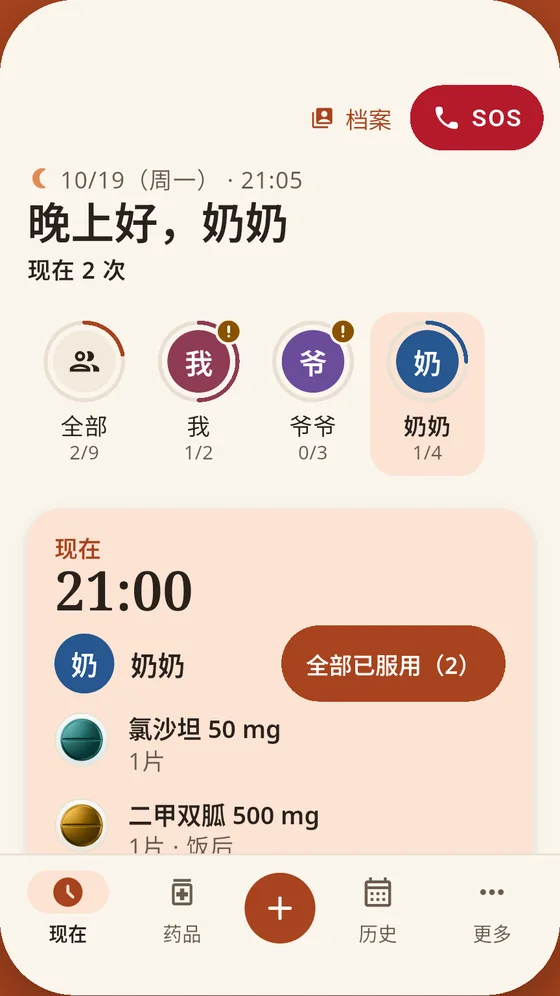 档案
SOS
10/19（周一） · 21:05
晚上好，奶奶
现在 2 次
我
爷
奶
全部
我
爷爷
奶奶
2/9
1/2
0/3
1/4
现在
21:00
奶
奶奶
全部已服用（2）
氯沙坦 50 mg
1片
二甲双胍 500 mg
1片 · 饭后
现在
药品
历史
更多